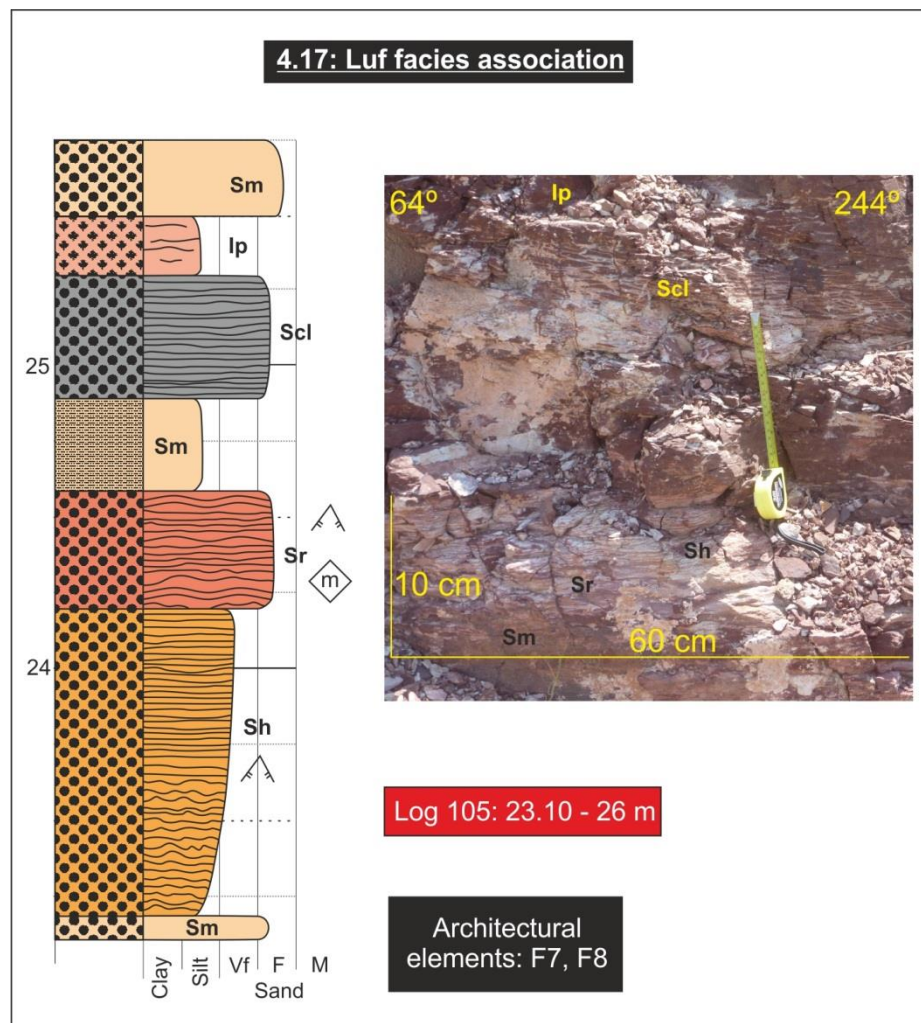 4.17: Luf facies association
Sm
Ip
Scl
25
Sm
Sr
m
24
Sh
Sm
Clay
Silt
Vf
F
M
Sand
64º
Ip
244º
Scl
Sh
10 cm
Sr
Sm
60 cm
Log 105: 23.10 - 26 m
Architectural
elements: F7, F8